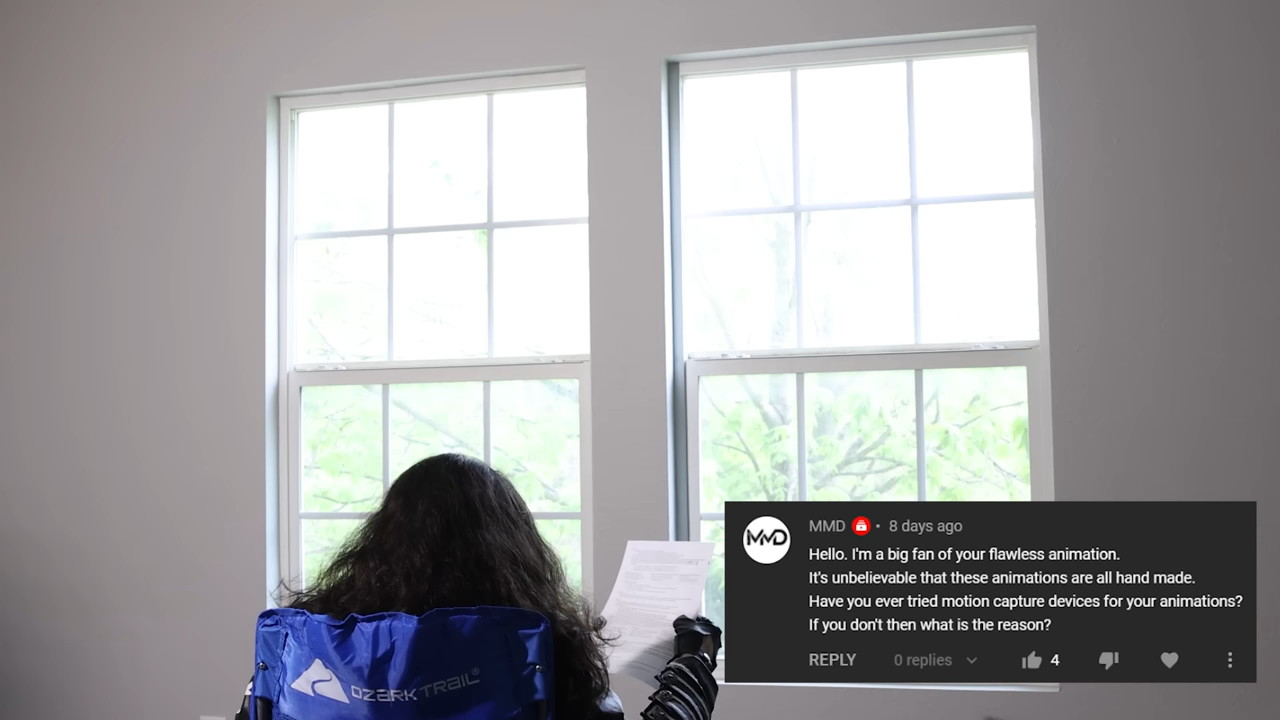 MMD • 8 days ago
MMD
Hello. I'm a big fan of your flawless animation.
It's unbelievable that these animations are all hand made.
Have you ever tried motion capture devices for your animations?
If you don't then what is the reason?
REPLY 0 replies 4
OZARK TRAIL®